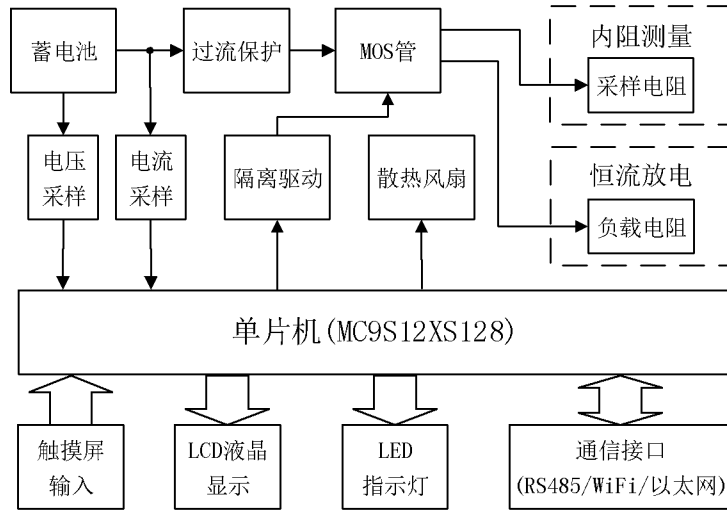 蓄电池
过流保护
MOS管
内阻测量
采样电阻
电压
采样
电流
采样
隔离驱动
散热风扇
恒流放电
负载电阻
单片机(MC9S12XS128)
触摸屏
输入
LCD液晶
显示
LED
指示灯
通信接口
(RS485/WiFi/以太网)